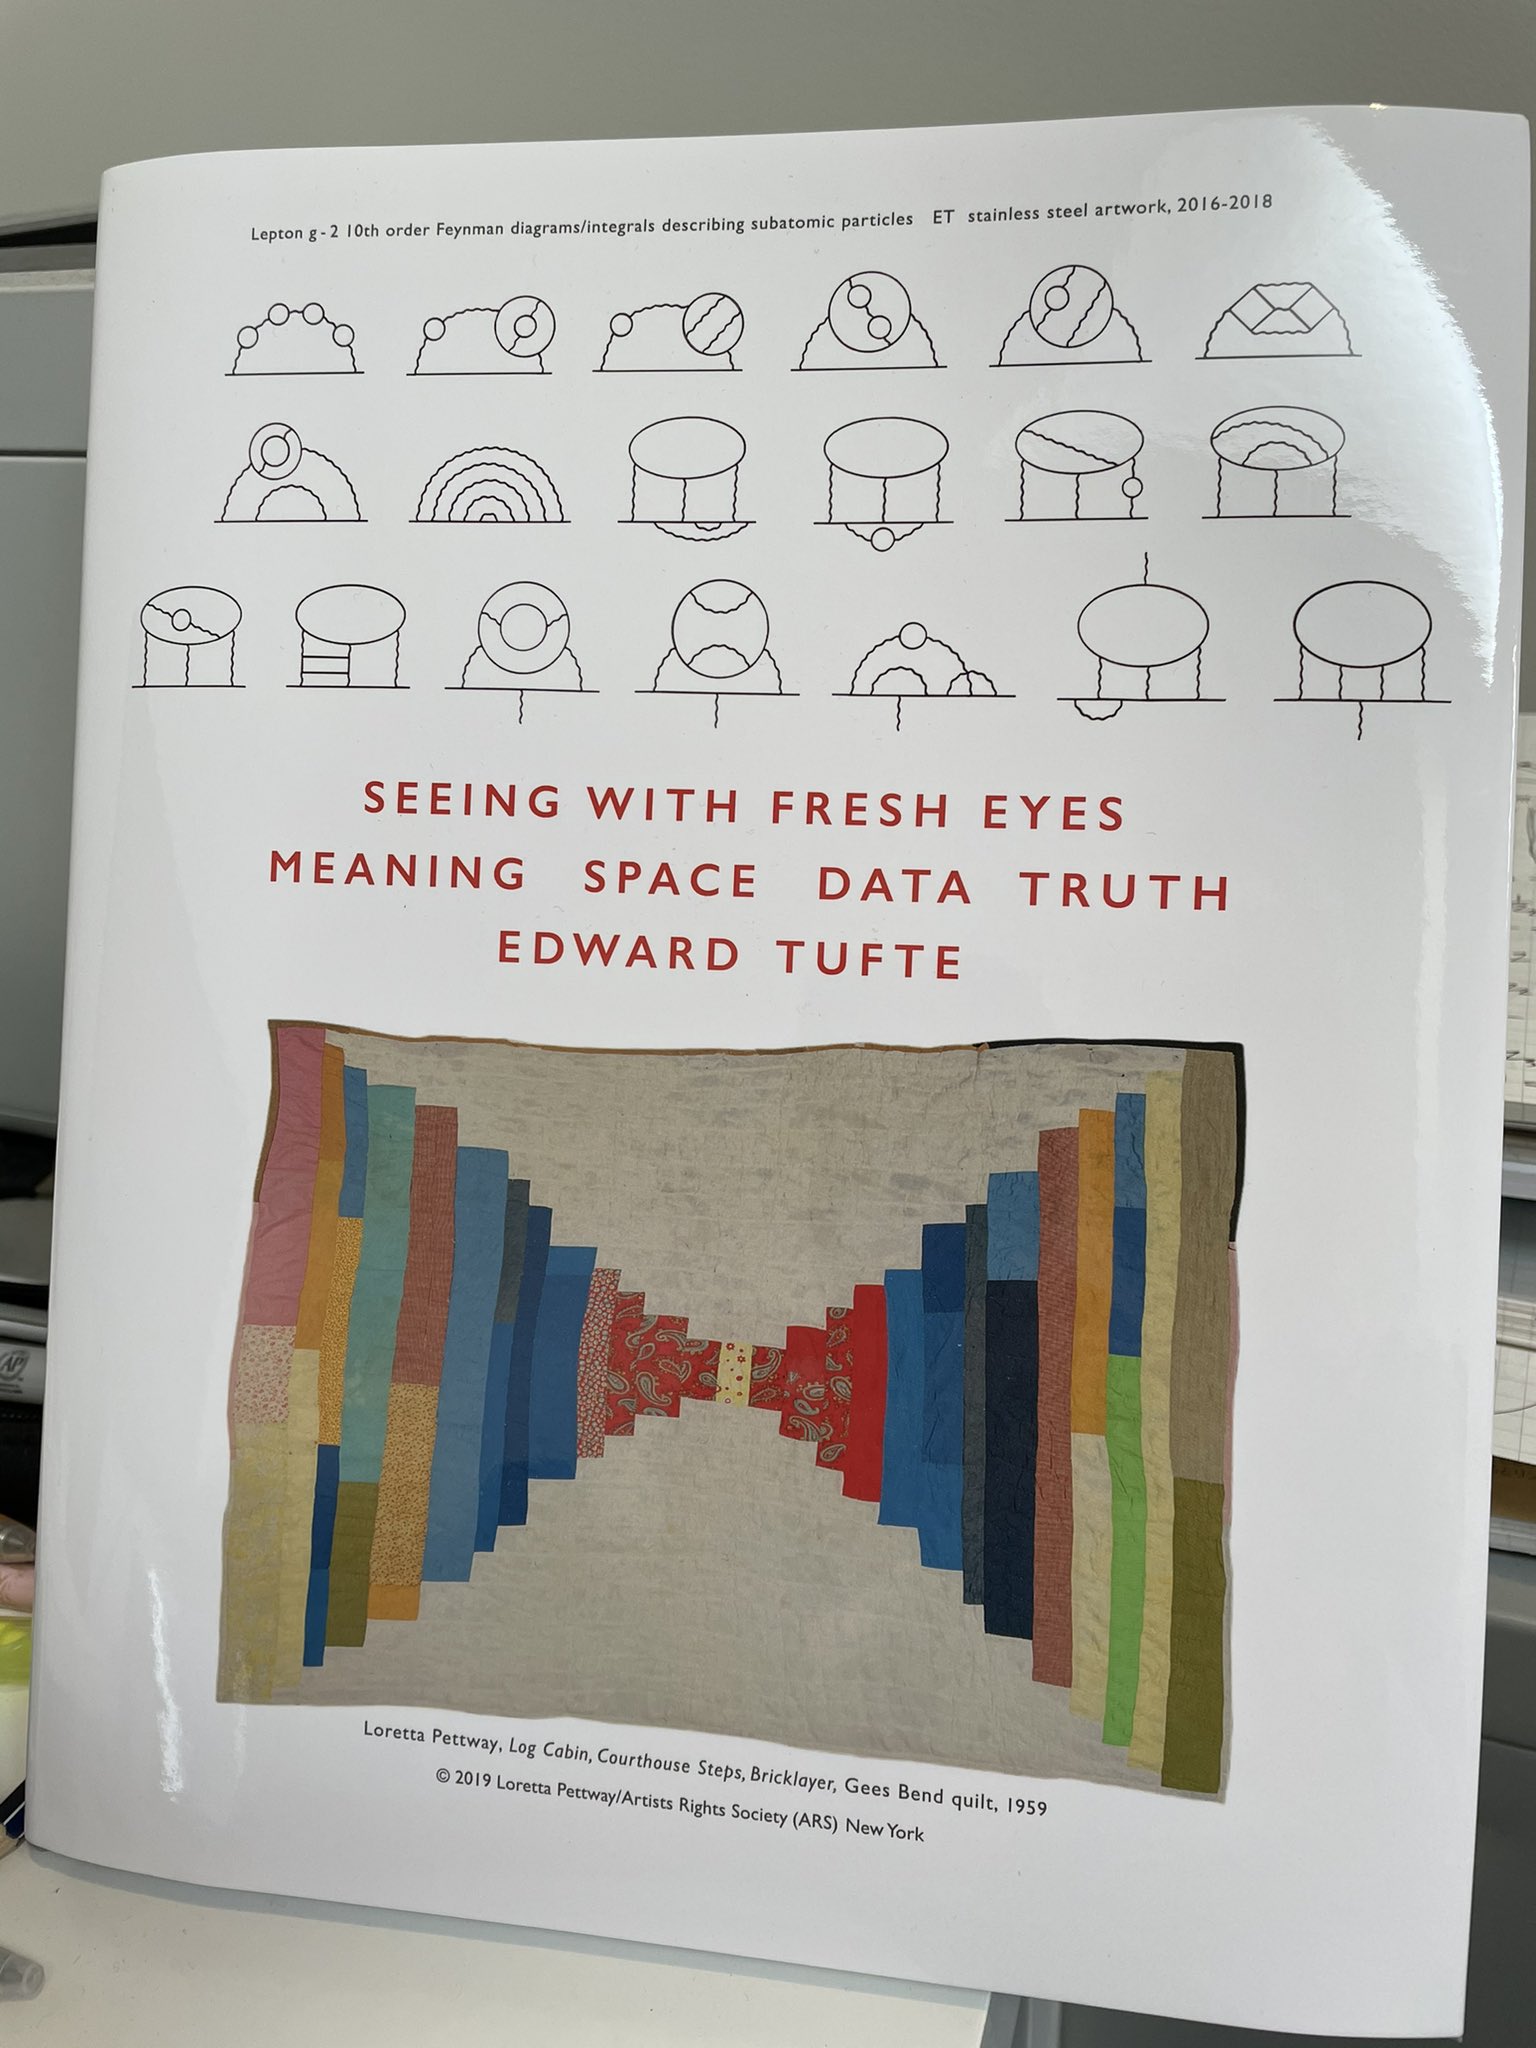 Lepton g - 2 10th order Feynman diagrams/integrals describing subatomic particles ET stainless steel artwork, 2016-2018
SEEING WITH FRESH EYES
MEANING SPACE DATA TRUTH
EDWARD TUFTE
Loretta Pettway, Log Cabin, Courthouse Steps, Bricklayer, Gees Bend quilt, 1959
© 2019 Loretta Pettway/Artists Rights Society (ARS) New York
AP